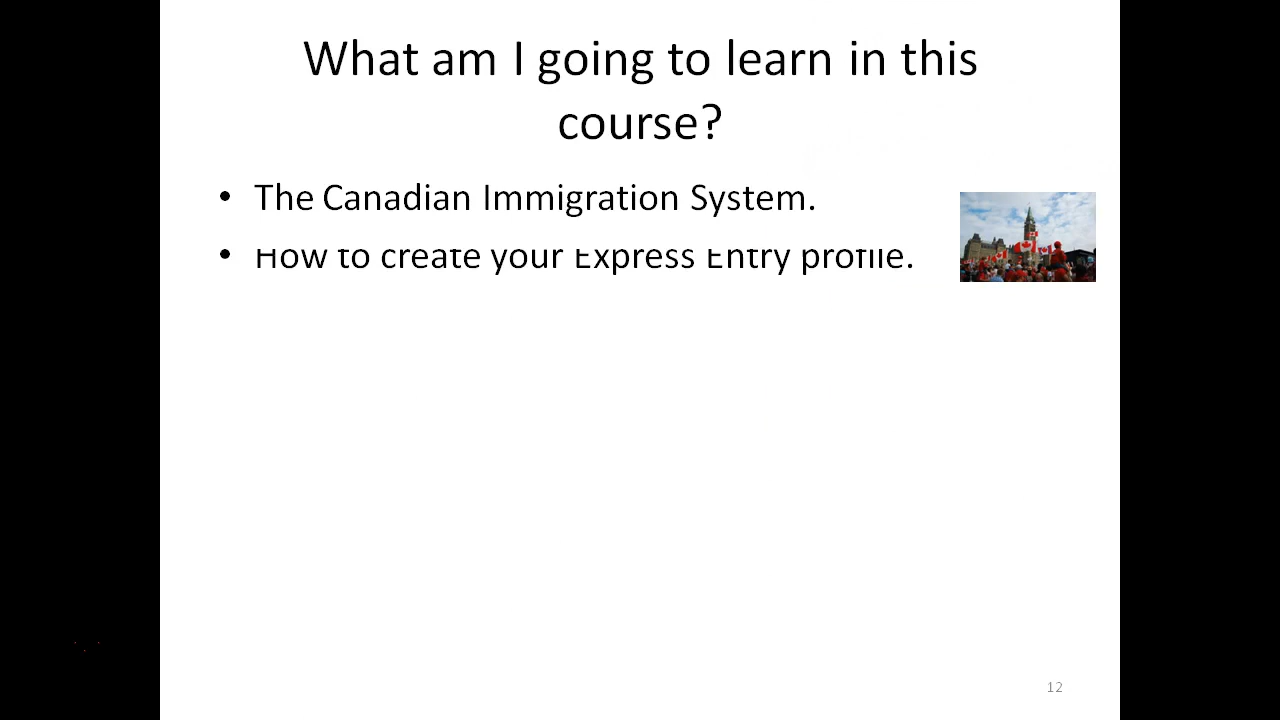 What am I going to learn in this
course?
• The Canadian Immigration System.
• How to create your Express Entry profile.
12